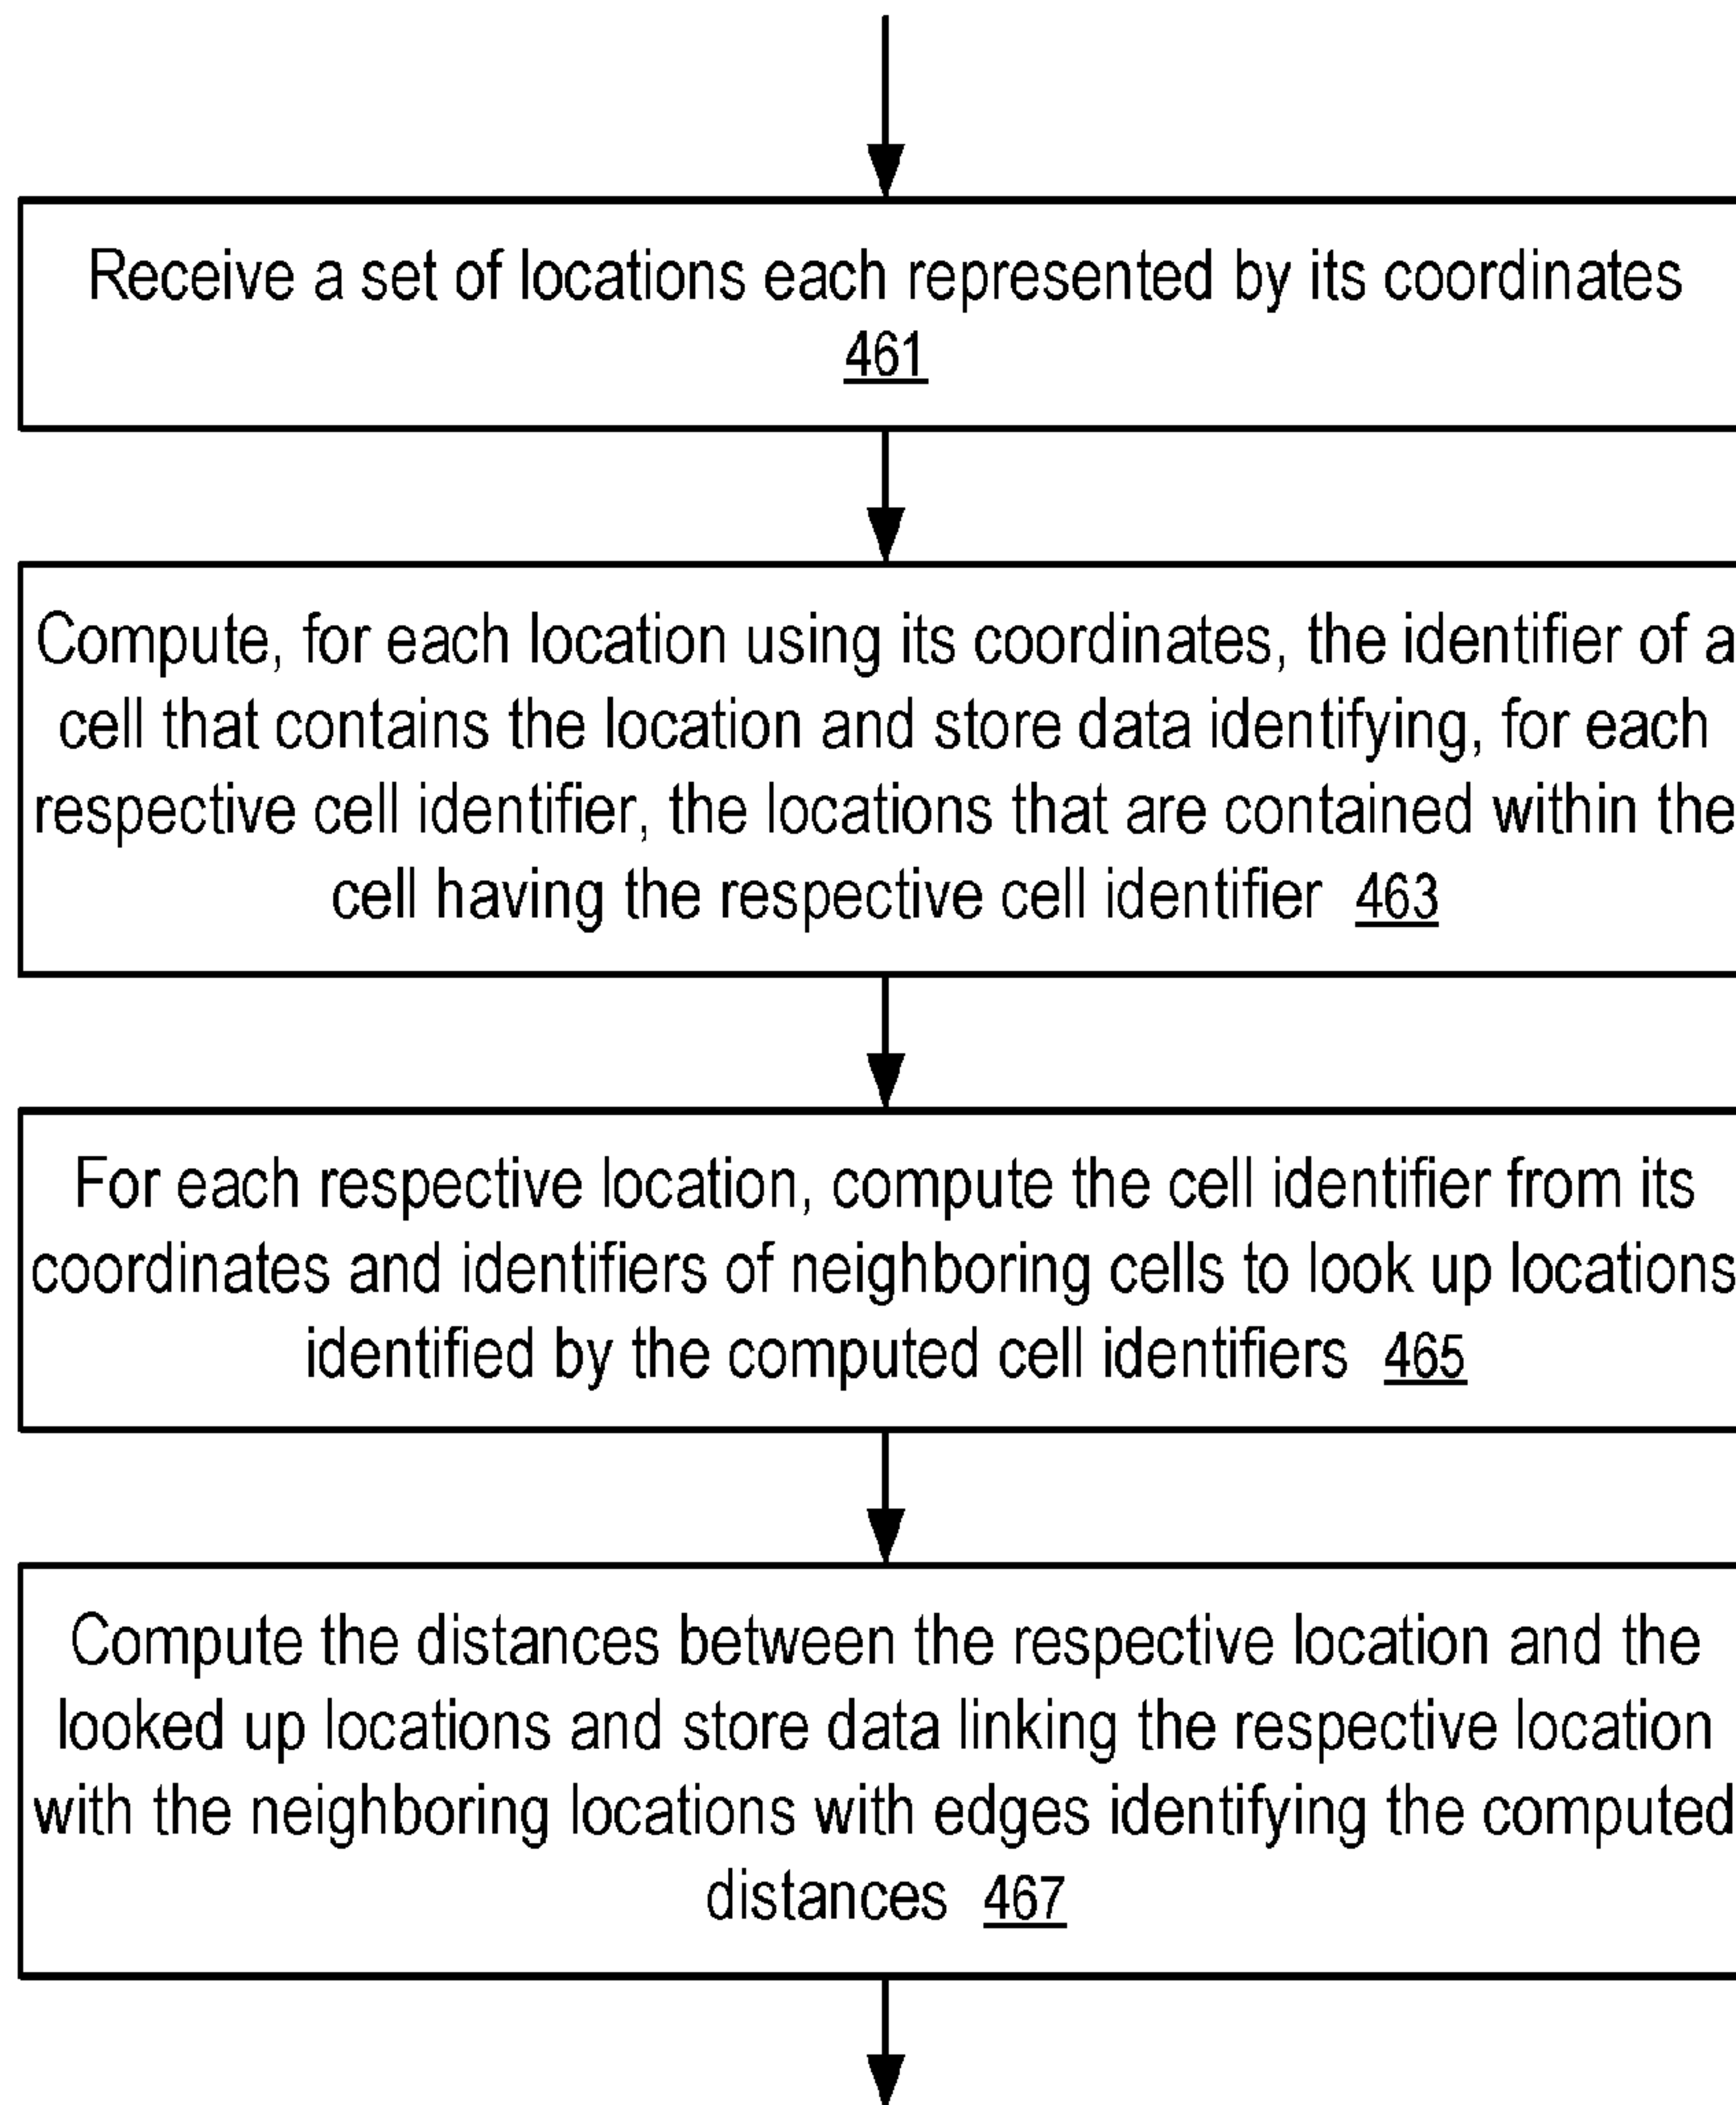 Receive a set of locations each represented by its coordinates
461
Compute, for each location using its coordinates, the identifier of a
cell that contains the location and store data identifying, for each
respective cell identifier, the locations that are contained within the
cell having the respective cell identifier 463
For each respective location, compute the cell identifier from its
coordinates and identifiers of neighboring cells to look up locations
identified by the computed cell identifiers 465
Compute the distances between the respective location and the
looked up locations and store data linking the respective location
with the neighboring locations with edges identifying the computed
distances 467